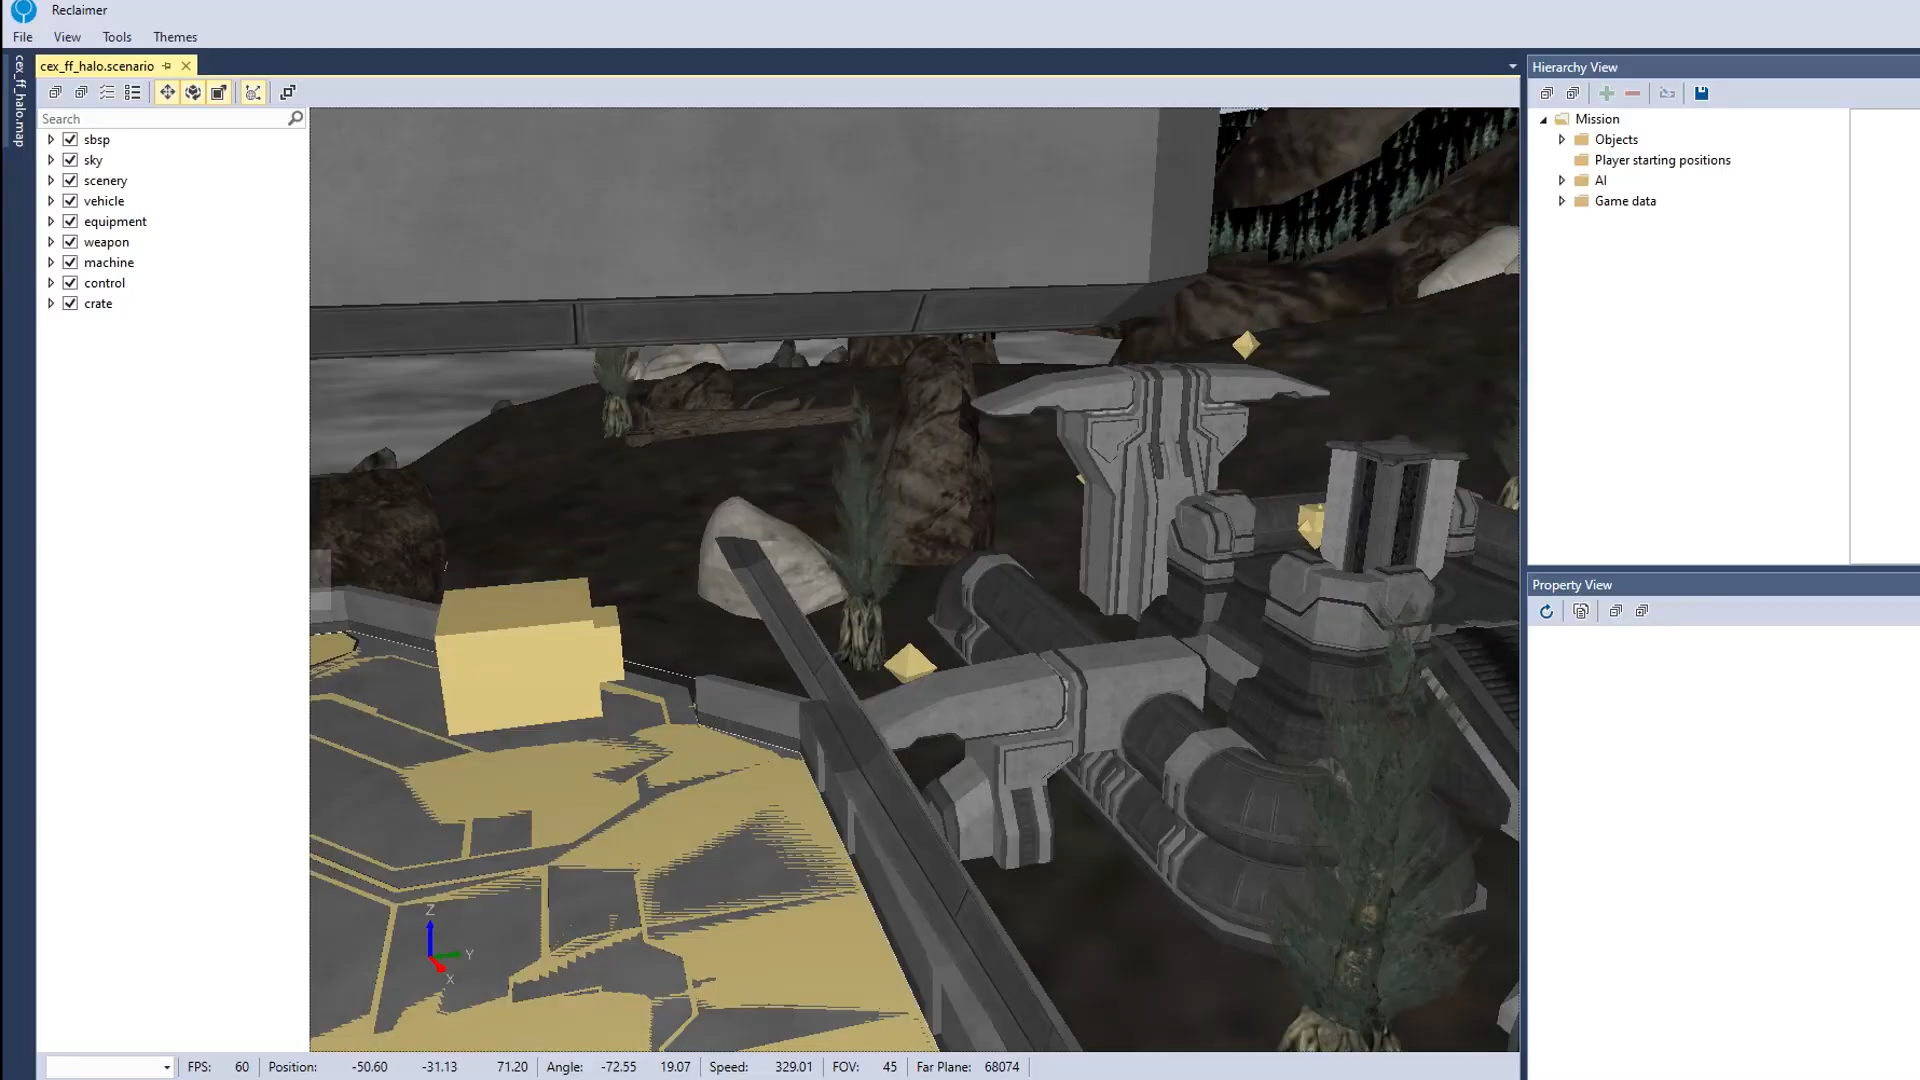 Reclaimer
File View Tools Themes
cex_ff_halo.map
cex_ff_halo.scenario
Search
sbsp
sky
scenery
vehicle
equipment
weapon
machine
control
crate
Z
Y
X
FPS: 60 Position: -50.60 -31.13 71.20 Angle: -72.55 19.07 Speed: 329.01 FOV: 45 Far Plane: 68074
Hierarchy View
Mission
Objects
Player starting positions
AI
Game data
Property View